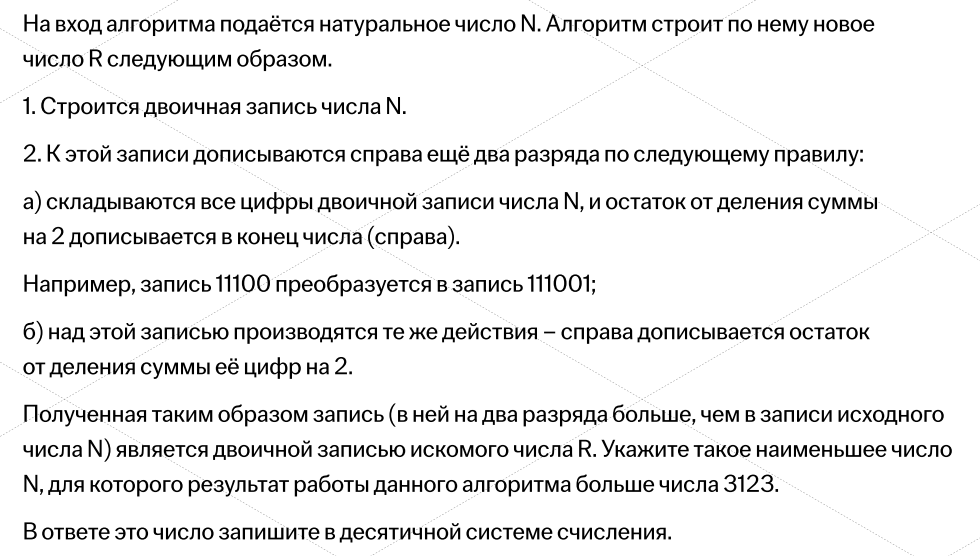 На вход алгоритма подаётся натуральное число N. Алгоритм строит по нему новое
число R следующим образом.
1. Строится двоичная запись числа N.
2. К этой записи дописываются справа ещё два разряда по следующему правилу:
а) складываются все цифры двоичной записи числа N, и остаток от деления суммы
на 2 дописывается в конец числа (справа).
Например, запись 11100 преобразуется в запись 111001;
б) над этой записью производятся те же действия – справа дописывается остаток
от деления суммы её цифр на 2.
Полученная таким образом запись (в ней на два разряда больше, чем в записи исходного
числа N) является двоичной записью искомого числа R. Укажите такое наименьшее число
N, для которого результат работы данного алгоритма больше числа 3123.
В ответе это число запишите в десятичной системе счисления.